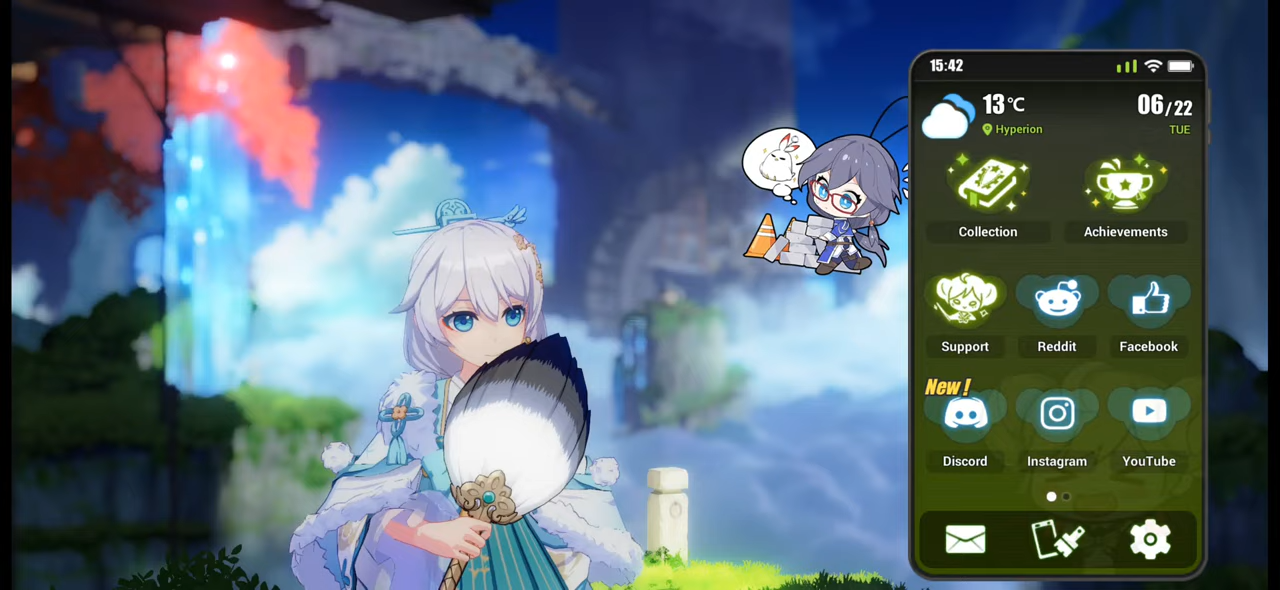 15:42
13℃
06/22
Hyperion
TUE
Collection
Achievements
Support
Reddit
Facebook
New!
Discord
Instagram
YouTube